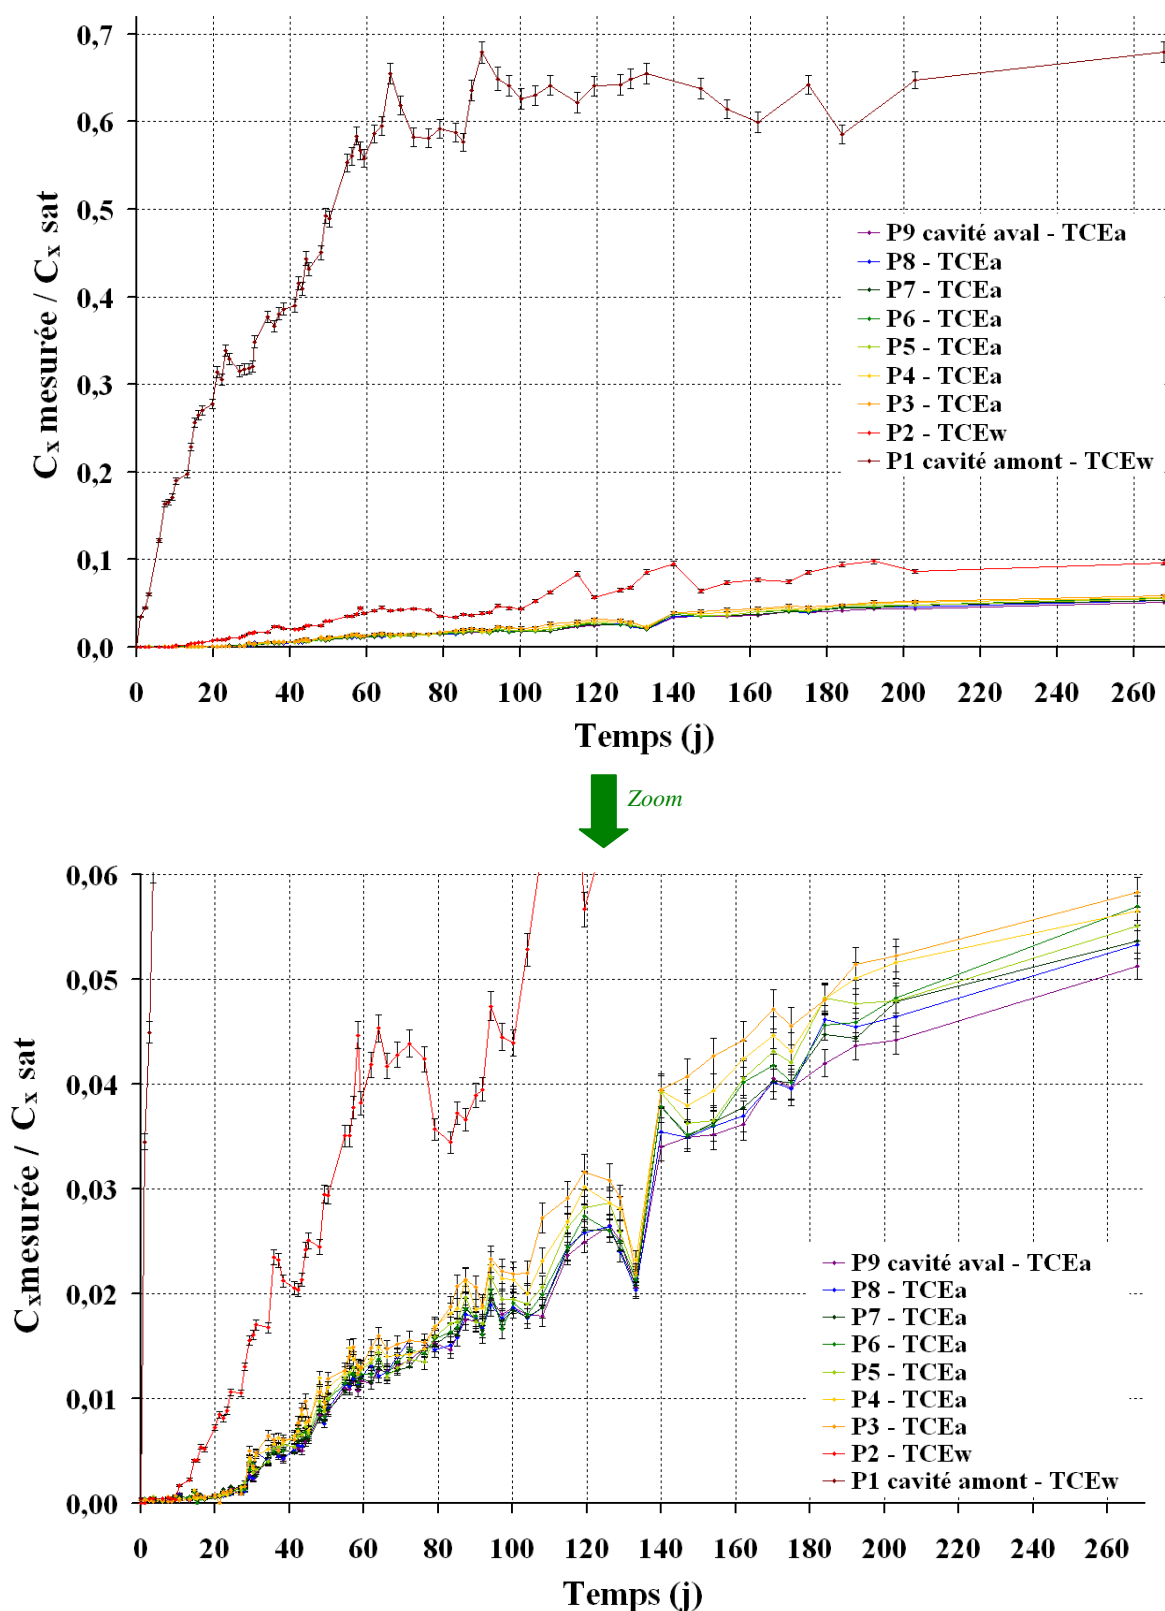 0,7
0,6
0,5
0,4
0,3
0,2
0,1
0,0
Cx mesurée / Cx sat
P9 cavité aval - TCEa
P8 - TCEa
P7 - TCEa
P6 - TCEa
P5 - TCEa
P4 - TCEa
P3 - TCEa
P2 - TCEw
P1 cavité amont - TCEw
0 20 40 60 80 100 120 140 160 180 200 220 240 260
Temps (j)
Zoom
0,06
0,05
0,04
0,03
0,02
0,01
0,00
Cxmesurée / Cx sat
P9 cavité aval - TCEa
P8 - TCEa
P7 - TCEa
P6 - TCEa
P5 - TCEa
P4 - TCEa
P3 - TCEa
P2 - TCEw
P1 cavité amont - TCEw
0 20 40 60 80 100 120 140 160 180 200 220 240 260
Temps (j)